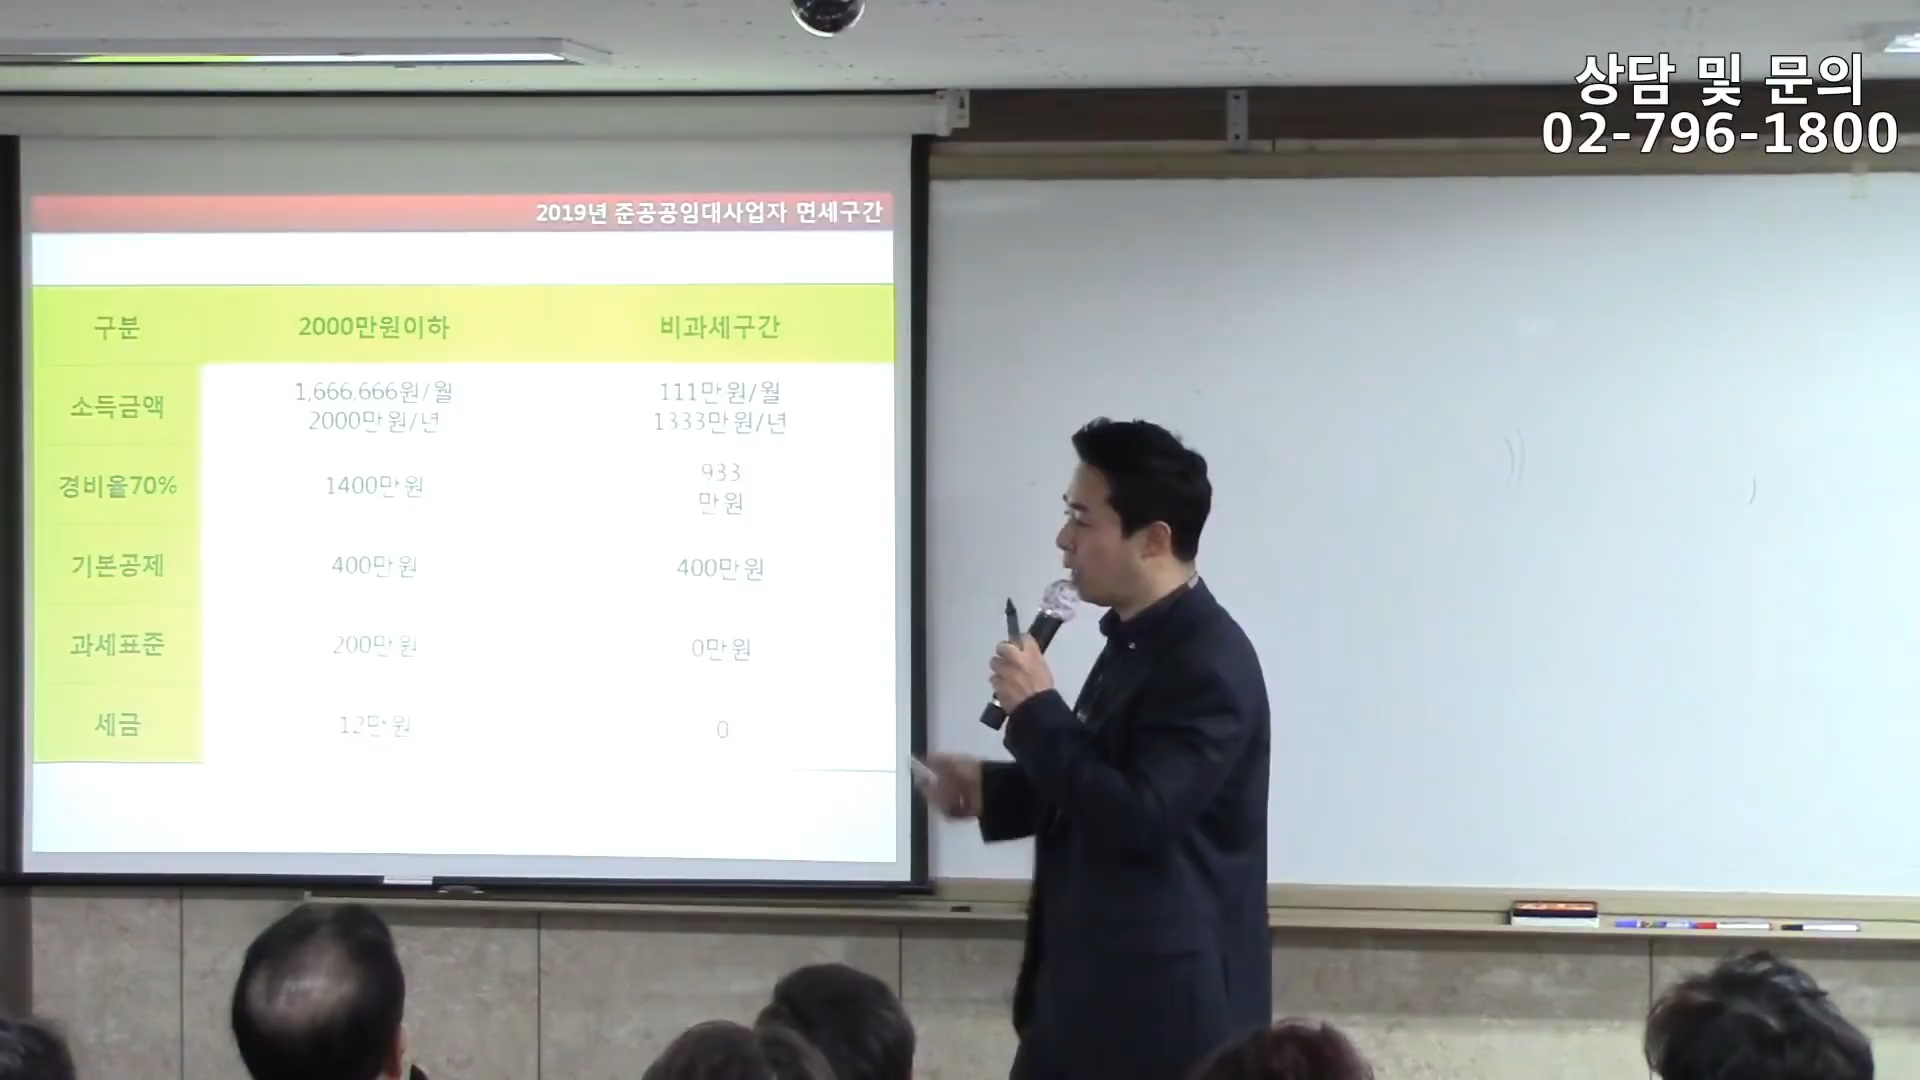 상담 및 문의
02-796-1800
2019년 준공공임대사업자 면세구간
구분 2000만원이하 비과세구간
소득금액 1,666,666원/월 111만원/월
2000만원/년 1333만원/년
경비율70% 1400만원 933
만원
기본공제 400만원 400만원
과세표준 200만원 0만원
세금 12만원 0